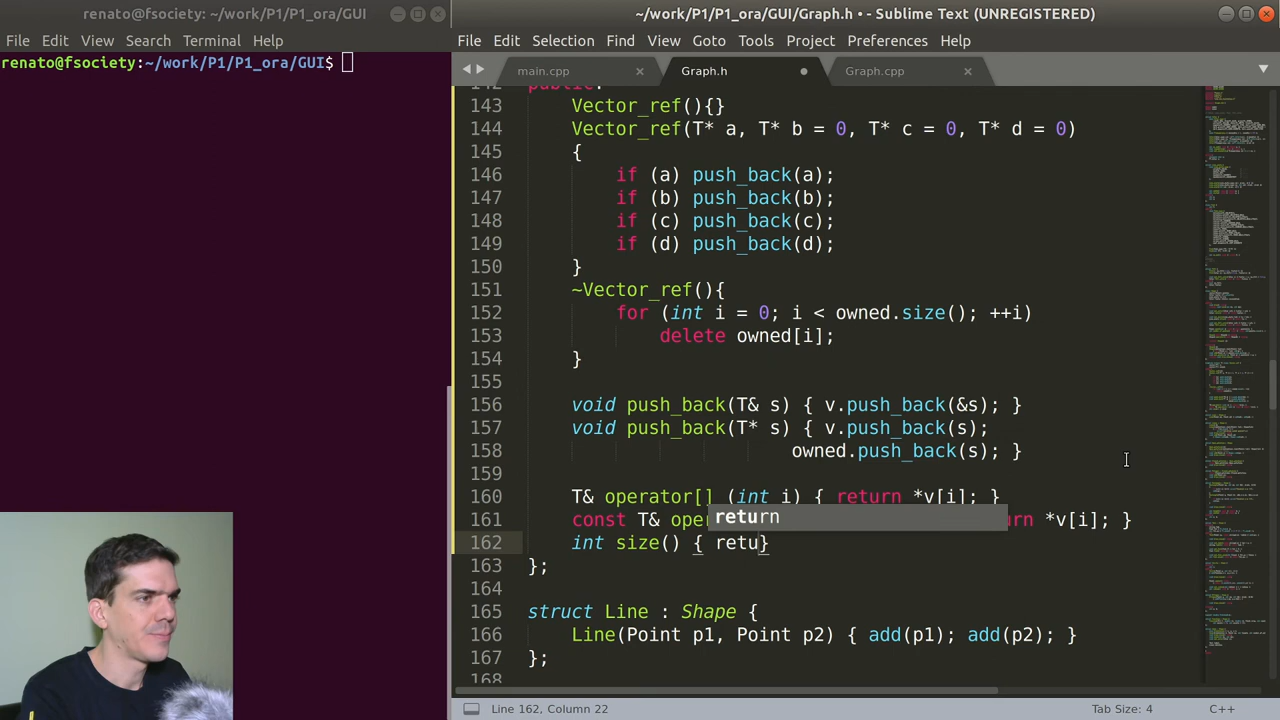 renato@fsociety: ~/work/P1/P1_ora/GUI
~/work/P1/P1_ora/GUI/Graph.h • - Sublime Text (UNREGISTERED)
File Edit View Search Terminal Help
File Edit Selection Find View Goto Tools Project Preferences Help
renato@fsociety:~/work/P1/P1_ora/GUI$
main.cpp
Graph.h
Graph.cpp
142 public:
143 Vector_ref(){}
144 Vector_ref(T* a, T* b = 0, T* c = 0, T* d = 0)
145 {
146 if (a) push_back(a);
147 if (b) push_back(b);
148 if (c) push_back(c);
149 if (d) push_back(d);
150 }
151 ~Vector_ref(){
152 for (int i = 0; i < owned.size(); ++i)
153 delete owned[i];
154 }
155
156 void push_back(T& s) { v.push_back(&s); }
157 void push_back(T* s) { v.push_back(s);
158 owned.push_back(s); }
159
160 T& operator[] (int i) { return *v[i]; }
161 const T& oper
return
urn *v[i]; }
162 int size() { retu}
163 };
164
165 struct Line : Shape {
166 Line(Point p1, Point p2) { add(p1); add(p2); }
167 };
168
Line 162, Column 22
Tab Size: 4
C++